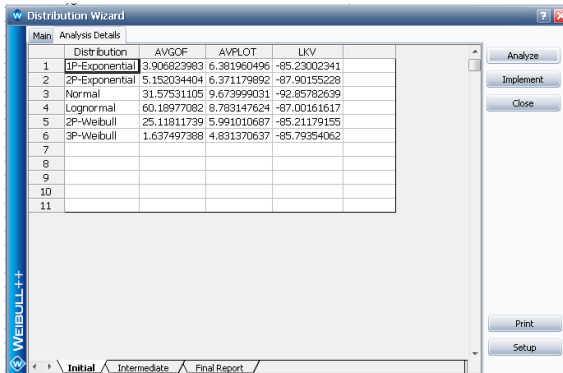 Distribution Wizard
Main Analysis Details
Distribution AVGOF AVPLOT LKV
1 1P-Exponential 3.906823983 6.381960496 -85.23002341
2 2P-Exponential 5.152034404 6.371179892 -87.90155228
3 Normal 31.57531105 9.673999031 -92.85782639
4 Lognormal 60.18977082 8.783147624 -87.00161617
5 2P-Weibull 25.11811739 5.991010687 -85.21179155
6 3P-Weibull 1.637497388 4.831370637 -85.79354062
7
8
9
10
11
Analyze
Implement
Close
Print
Setup
WEIBULL++
Initial Intermediate Final Report